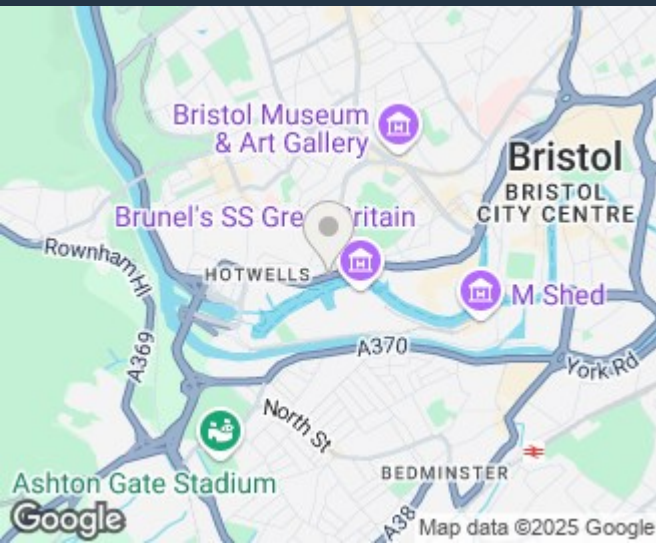 Bristol Museum
& Art Gallery
Bristol
BRISTOL
CITY CENTRE
Brunel's SS Gre
ritain
Rownham Hl
HOTWELLS
M Shed
A369
A370
York Rd
North St
BEDMINSTER
Ashton Gate Stadium
A38
Google
Map data ©2025 Google